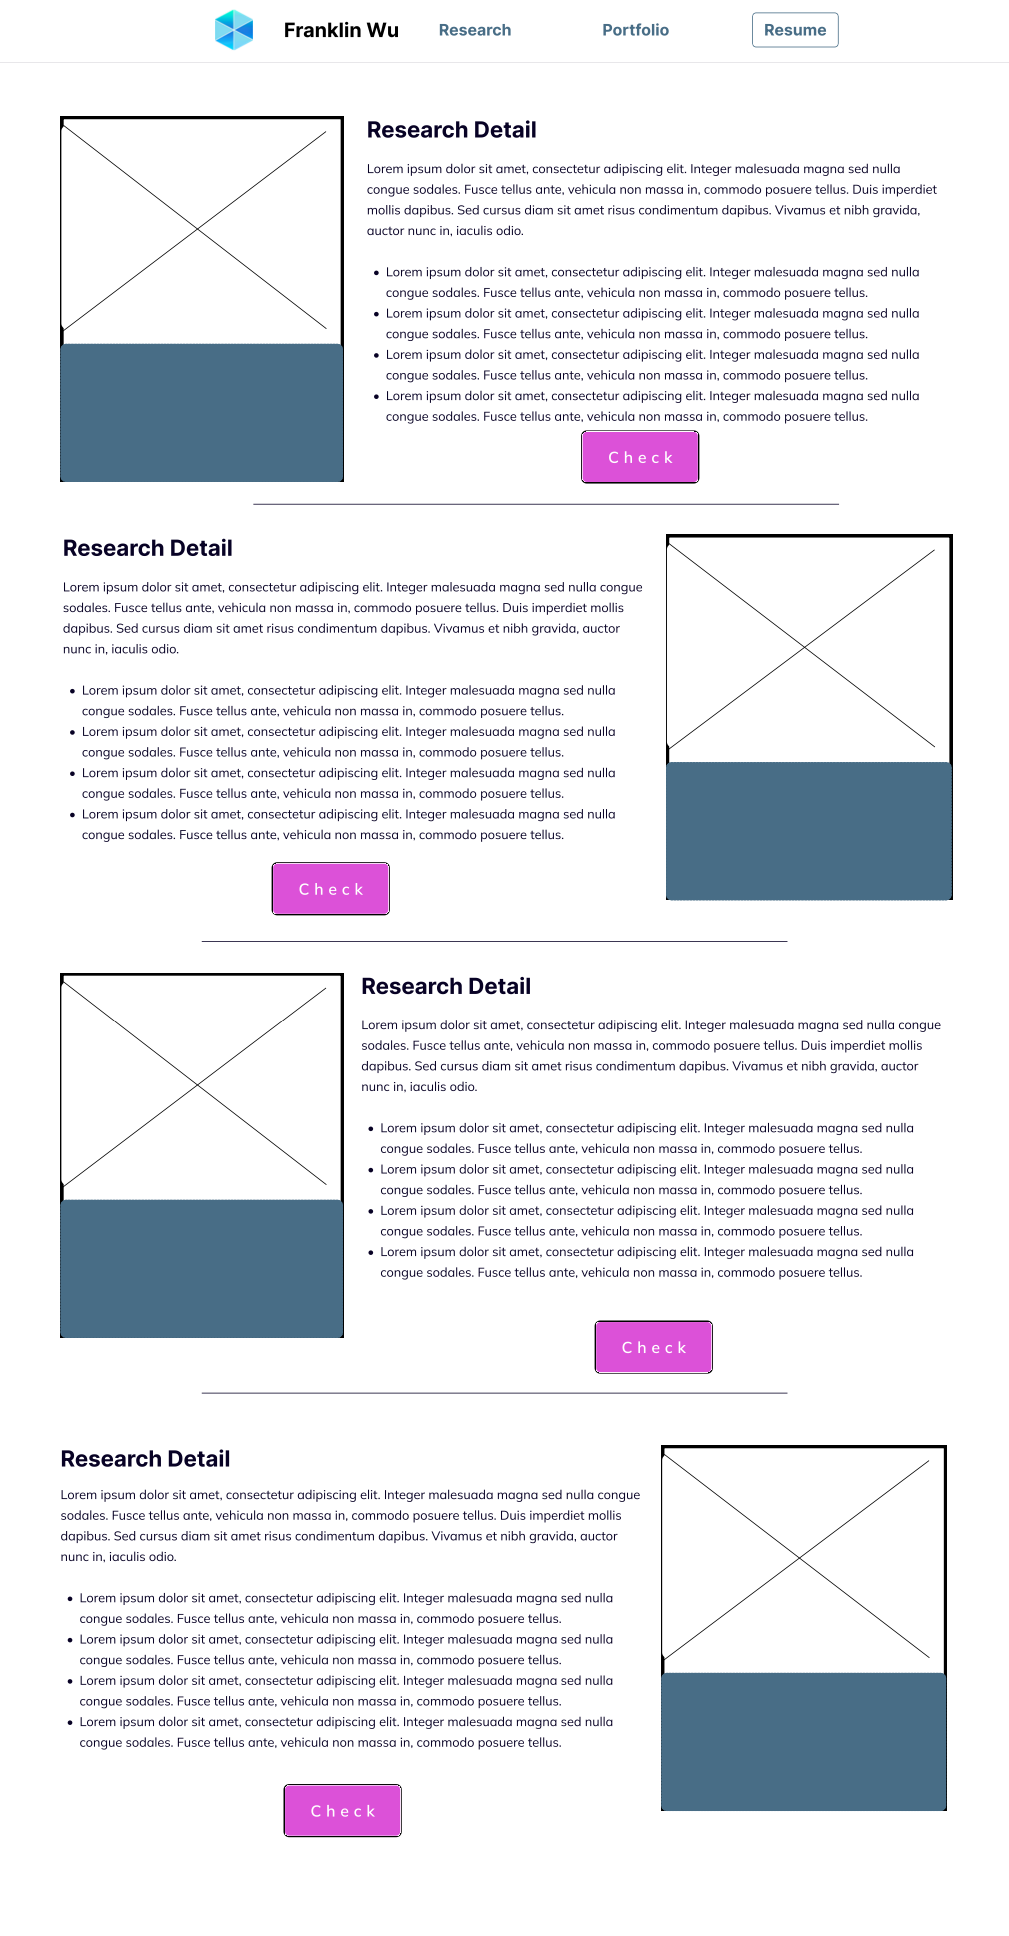 Franklin Wu Research Portfolio Resume
Research Detail
Lorem ipsum dolor sit amet, consectetur adipiscing elit. Integer malesuada magna sed nulla
congue sodales. Fusce tellus ante, vehicula non massa in, commodo posuere tellus. Duis imperdiet
mollis dapibus. Sed cursus diam sit amet risus condimentum dapibus. Vivamus et nibh gravida,
auctor nunc in, iaculis odio.
• Lorem ipsum dolor sit amet, consectetur adipiscing elit. Integer malesuada magna sed nulla
congue sodales. Fusce tellus ante, vehicula non massa in, commodo posuere tellus.
• Lorem ipsum dolor sit amet, consectetur adipiscing elit. Integer malesuada magna sed nulla
congue sodales. Fusce tellus ante, vehicula non massa in, commodo posuere tellus.
• Lorem ipsum dolor sit amet, consectetur adipiscing elit. Integer malesuada magna sed nulla
congue sodales. Fusce tellus ante, vehicula non massa in, commodo posuere tellus.
• Lorem ipsum dolor sit amet, consectetur adipiscing elit. Integer malesuada magna sed nulla
congue sodales. Fusce tellus ante, vehicula non massa in, commodo posuere tellus.
Check
Research Detail
Lorem ipsum dolor sit amet, consectetur adipiscing elit. Integer malesuada magna sed nulla congue
sodales. Fusce tellus ante, vehicula non massa in, commodo posuere tellus. Duis imperdiet mollis
dapibus. Sed cursus diam sit amet risus condimentum dapibus. Vivamus et nibh gravida, auctor
nunc in, iaculis odio.
• Lorem ipsum dolor sit amet, consectetur adipiscing elit. Integer malesuada magna sed nulla
congue sodales. Fusce tellus ante, vehicula non massa in, commodo posuere tellus.
• Lorem ipsum dolor sit amet, consectetur adipiscing elit. Integer malesuada magna sed nulla
congue sodales. Fusce tellus ante, vehicula non massa in, commodo posuere tellus.
• Lorem ipsum dolor sit amet, consectetur adipiscing elit. Integer malesuada magna sed nulla
congue sodales. Fusce tellus ante, vehicula non massa in, commodo posuere tellus.
• Lorem ipsum dolor sit amet, consectetur adipiscing elit. Integer malesuada magna sed nulla
congue sodales. Fusce tellus ante, vehicula non massa in, commodo posuere tellus.
Check
Research Detail
Lorem ipsum dolor sit amet, consectetur adipiscing elit. Integer malesuada magna sed nulla congue
sodales. Fusce tellus ante, vehicula non massa in, commodo posuere tellus. Duis imperdiet mollis
dapibus. Sed cursus diam sit amet risus condimentum dapibus. Vivamus et nibh gravida, auctor
nunc in, iaculis odio.
• Lorem ipsum dolor sit amet, consectetur adipiscing elit. Integer malesuada magna sed nulla
congue sodales. Fusce tellus ante, vehicula non massa in, commodo posuere tellus.
• Lorem ipsum dolor sit amet, consectetur adipiscing elit. Integer malesuada magna sed nulla
congue sodales. Fusce tellus ante, vehicula non massa in, commodo posuere tellus.
• Lorem ipsum dolor sit amet, consectetur adipiscing elit. Integer malesuada magna sed nulla
congue sodales. Fusce tellus ante, vehicula non massa in, commodo posuere tellus.
• Lorem ipsum dolor sit amet, consectetur adipiscing elit. Integer malesuada magna sed nulla
congue sodales. Fusce tellus ante, vehicula non massa in, commodo posuere tellus.
Check
Research Detail
Lorem ipsum dolor sit amet, consectetur adipiscing elit. Integer malesuada magna sed nulla congue
sodales. Fusce tellus ante, vehicula non massa in, commodo posuere tellus. Duis imperdiet mollis
dapibus. Sed cursus diam sit amet risus condimentum dapibus. Vivamus et nibh gravida, auctor
nunc in, iaculis odio.
• Lorem ipsum dolor sit amet, consectetur adipiscing elit. Integer malesuada magna sed nulla
congue sodales. Fusce tellus ante, vehicula non massa in, commodo posuere tellus.
• Lorem ipsum dolor sit amet, consectetur adipiscing elit. Integer malesuada magna sed nulla
congue sodales. Fusce tellus ante, vehicula non massa in, commodo posuere tellus.
• Lorem ipsum dolor sit amet, consectetur adipiscing elit. Integer malesuada magna sed nulla
congue sodales. Fusce tellus ante, vehicula non massa in, commodo posuere tellus.
• Lorem ipsum dolor sit amet, consectetur adipiscing elit. Integer malesuada magna sed nulla
congue sodales. Fusce tellus ante, vehicula non massa in, commodo posuere tellus.
Check